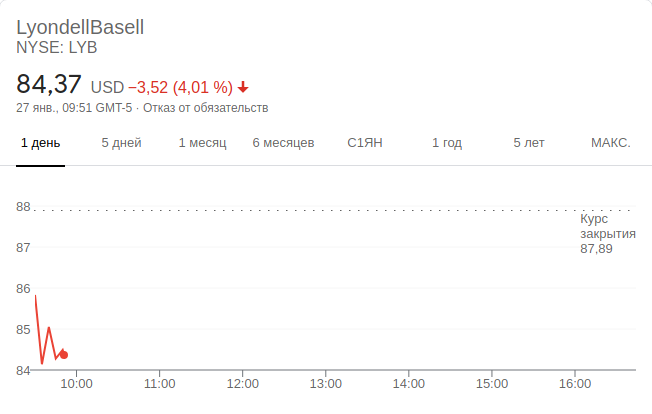 LyondellBasell
NYSE: LYB
84,37 USD −3,52 (4,01 %)
27 янв., 09:51 GMT-5 · Отказ от обязательств
1 день 5 дней 1 месяц 6 месяцев С1ЯН 1 год 5 лет МАКС.
88
Курс
закрытия
87,89
87
86
85
84
10:00 11:00 12:00 13:00 14:00 15:00 16:00